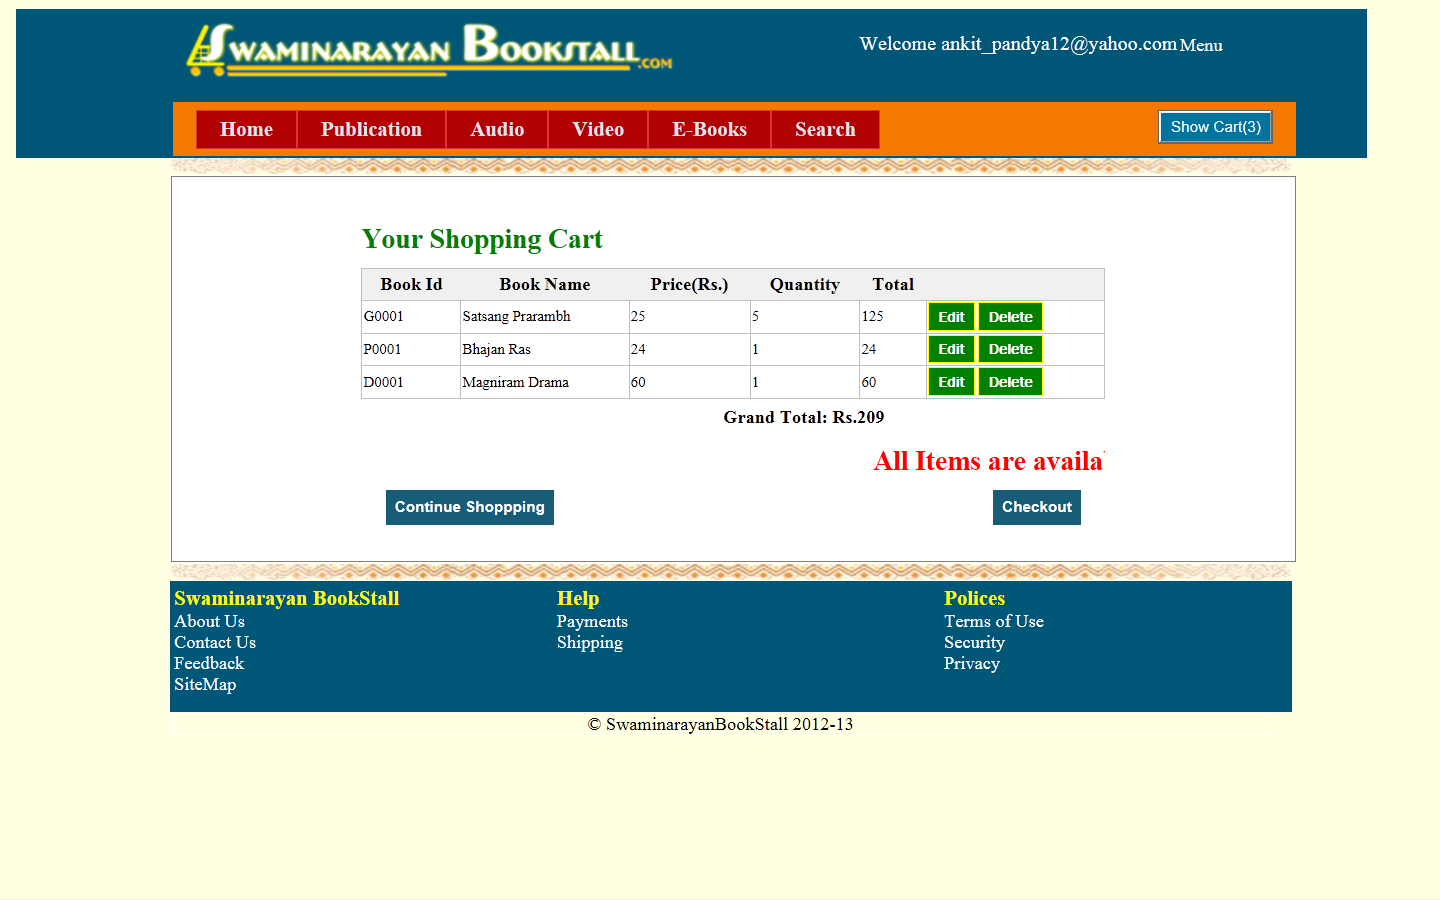 Swaminarayan Bookstall.com
Welcome ankit_pandya12@yahoo.com Menu
Home Publication Audio Video E-Books Search Show Cart(3)
Your Shopping Cart
Book Id Book Name Price(Rs.) Quantity Total
G0001 Satsang Prarambh 25 5 125 Edit Delete
P0001 Bhajan Ras 24 1 24 Edit Delete
D0001 Magniram Drama 60 1 60 Edit Delete
Grand Total: Rs.209
All Items are availa
Continue Shoppping Checkout
Swaminarayan BookStall Help Polices
About Us Payments Terms of Use
Contact Us Shipping Security
Feedback Privacy
SiteMap
© SwaminarayanBookStall 2012-13